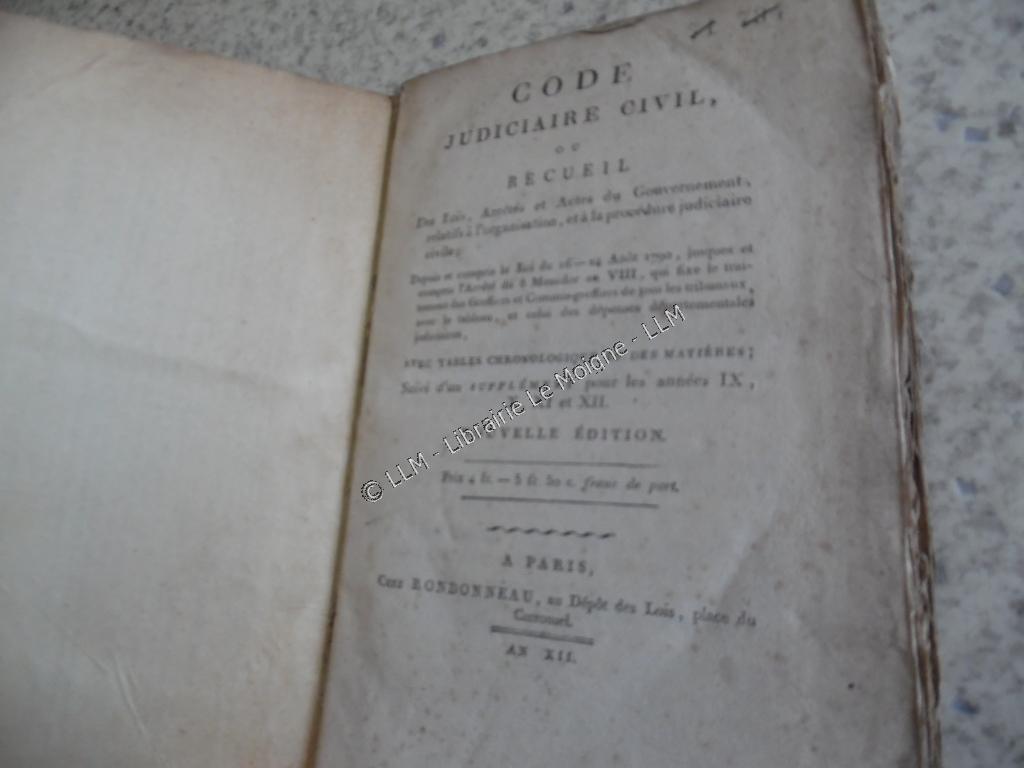 CODE
JUDICIAIRE CIVIL,
OU
RECUEIL
Des Lois, Arrêtés et Actes du Gouvernement,
relatifs à l'organisation, et à la procédure judiciaire
civile;
Depuis et compris la loi du 16—24 Août 1790, jusques et
compris l'Arrêté du 8 Messidor an VIII, qui fixe le trai-
tement des Greffiers et Commis-greffiers de tous les tribunaux,
avec le tableau, et celui des dépenses départementales
judiciaires,
AVEC TABLES CHRONOLOGIQ DES MATIÈRES;
Suivi d'un SUPPLÉM pour les années IX,
X, XI et XII.
NOUVELLE ÉDITION.
Prix 4 fr. — 5 fr. 50 c. franc de port.
A PARIS,
Chez RONDONNEAU, au Dépôt des Lois, place du
Carrousel.
AN XII.
© LLM - Librairie Le Moigne - LLM